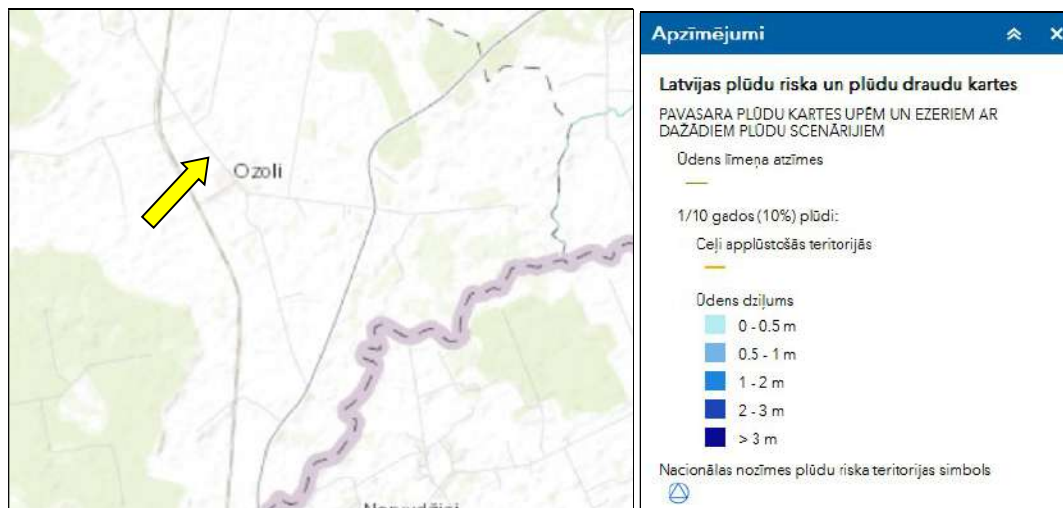 Ozoli
Apzīmējumi
Latvijas plūdu riska un plūdu draudu kartes
PAVASARA PLŪDU KARTES UPĒM UN EZERIEM AR
DAŽĀDIEM PLŪDU SCENĀRIJIEM
Ūdens līmeņa atzīmes
1/10 gados (10%) plūdi:
Ceļi applūstošās teritorijās
Ūdens dziļums
0 - 0.5 m
0.5 - 1 m
1 - 2 m
2 - 3 m
> 3 m
Nacionālas nozīmes plūdu riska teritorijas simbols